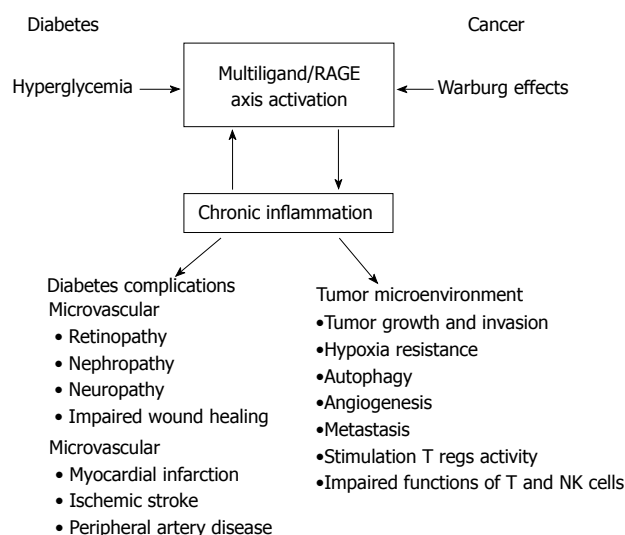 Diabetes
Cancer
Hyperglycemia
Multiligand/RAGE
axis activation
Warburg effects
Chronic inflammation
Diabetes complications
Microvascular
• Retinopathy
• Nephropathy
• Neuropathy
• Impaired wound healing
Microvascular
• Myocardial infarction
• Ischemic stroke
• Peripheral artery disease
Tumor microenvironment
•Tumor growth and invasion
•Hypoxia resistance
•Autophagy
•Angiogenesis
•Metastasis
•Stimulation T regs activity
•Impaired functions of T and NK cells